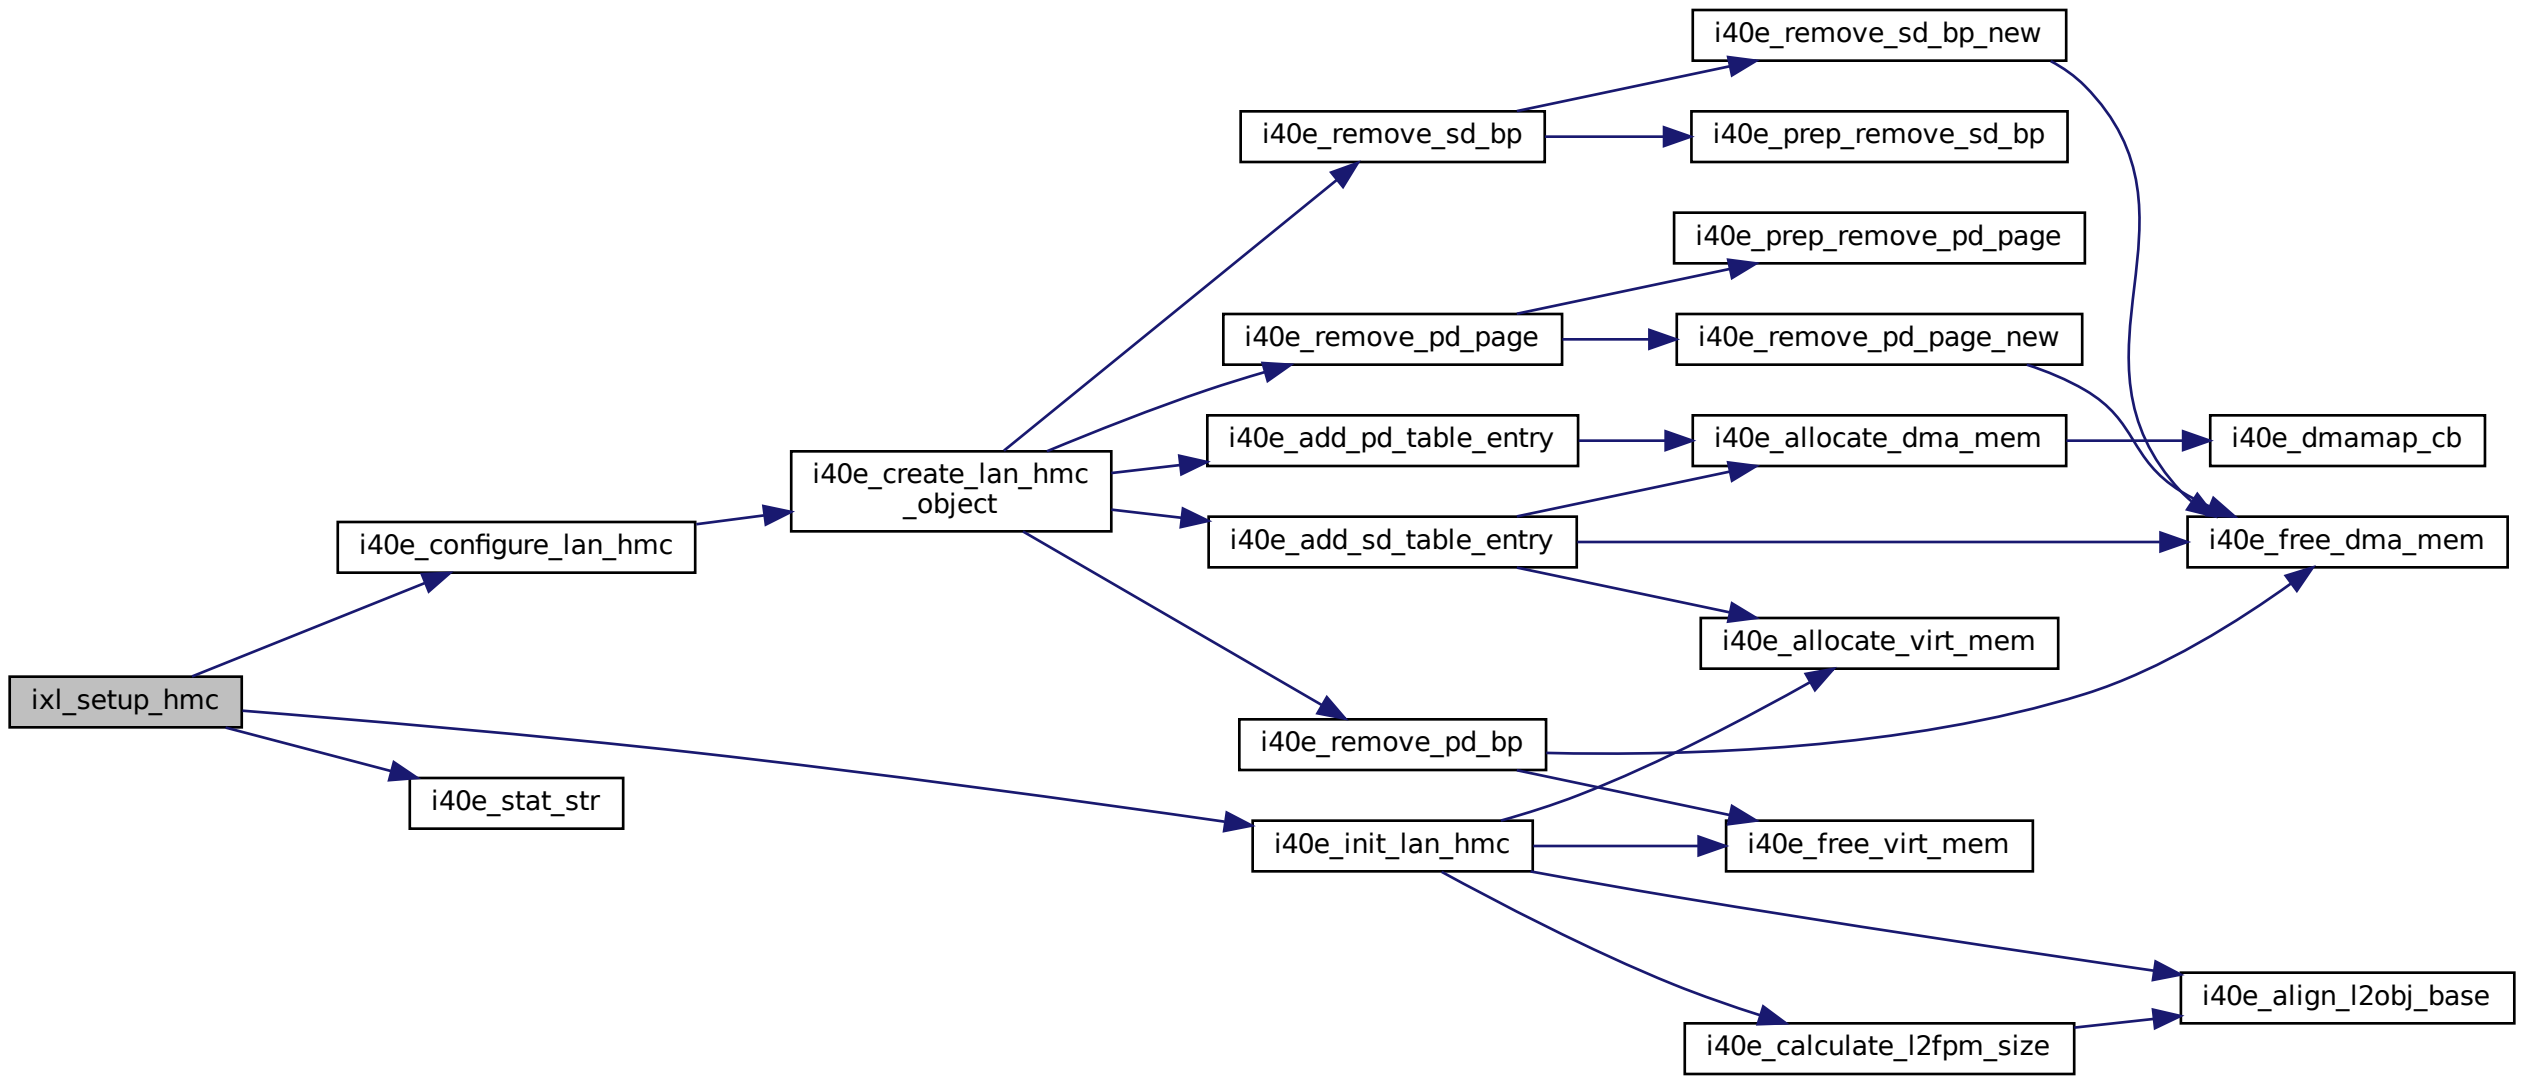 i40e_remove_sd_bp_new
i40e_remove_sd_bp
i40e_prep_remove_sd_bp
i40e_prep_remove_pd_page
i40e_remove_pd_page
i40e_remove_pd_page_new
i40e_add_pd_table_entry
i40e_allocate_dma_mem
i40e_dmamap_cb
i40e_create_lan_hmc
_object
i40e_configure_lan_hmc
i40e_add_sd_table_entry
i40e_free_dma_mem
i40e_allocate_virt_mem
ixl_setup_hmc
i40e_remove_pd_bp
i40e_stat_str
i40e_init_lan_hmc
i40e_free_virt_mem
i40e_align_l2obj_base
i40e_calculate_l2fpm_size